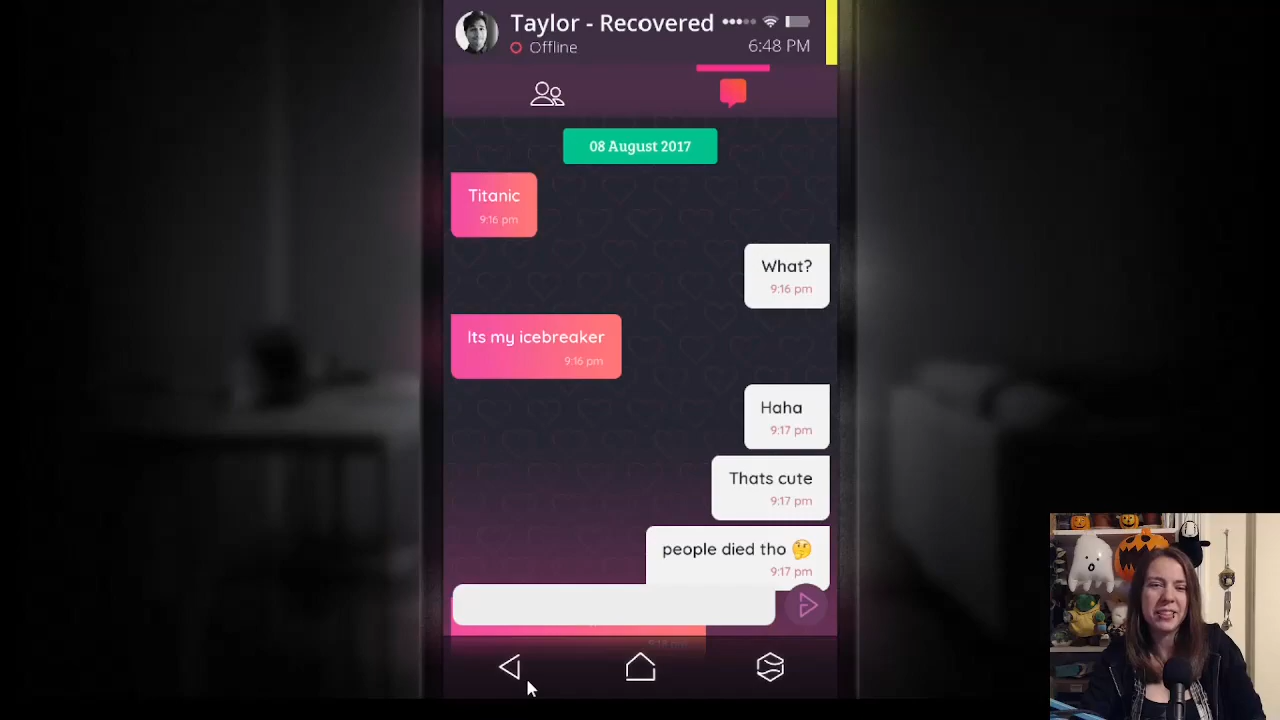 Taylor - Recovered
Offline
6:48 PM
08 August 2017
Titanic
9:16 pm
What?
9:16 pm
Its my icebreaker
9:16 pm
Haha
9:17 pm
Thats cute
9:17 pm
people died tho 🤔
9:17 pm